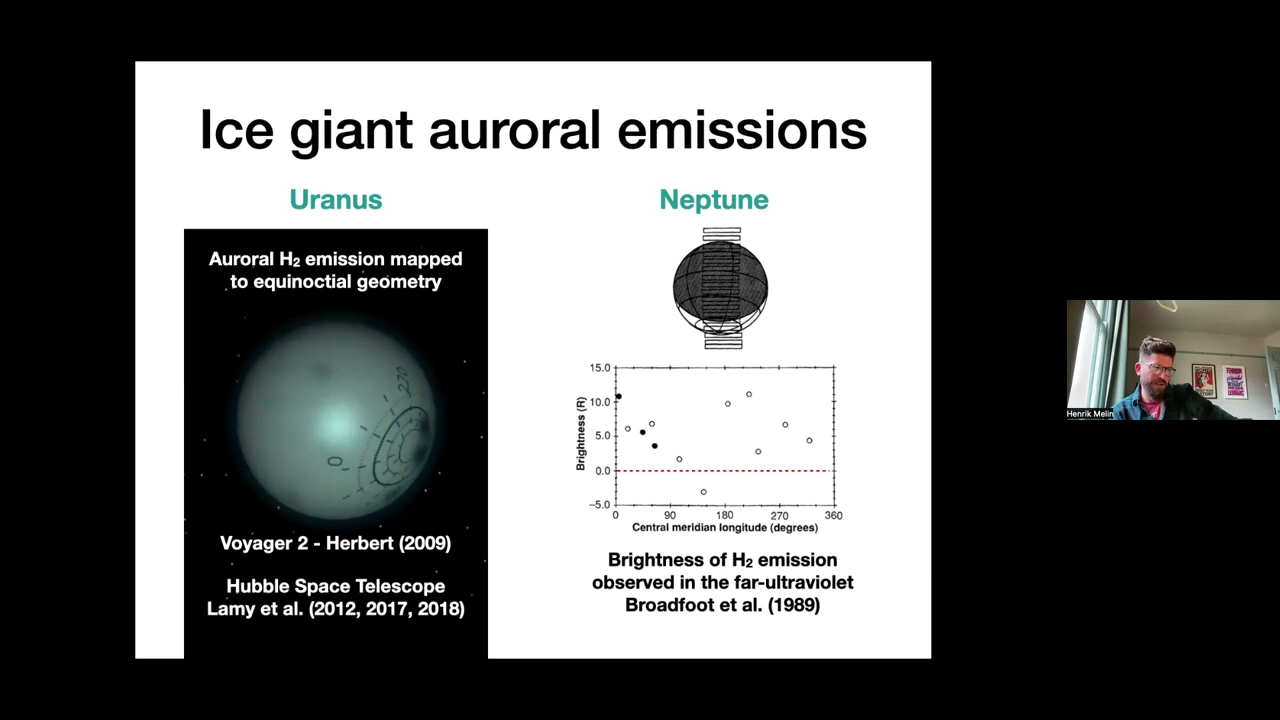 Ice giant auroral emissions
Uranus
Auroral H₂ emission mapped
to equinoctial geometry
270
0
Voyager 2 - Herbert (2009)
Hubble Space Telescope
Lamy et al. (2012, 2017, 2018)
Neptune
15.0
10.0
5.0
0.0
–5.0
Brightness (R)
0 90 180 270 360
Central meridian longitude (degrees)
Brightness of H₂ emission
observed in the far-ultraviolet
Broadfoot et al. (1989)
Henrik Melin